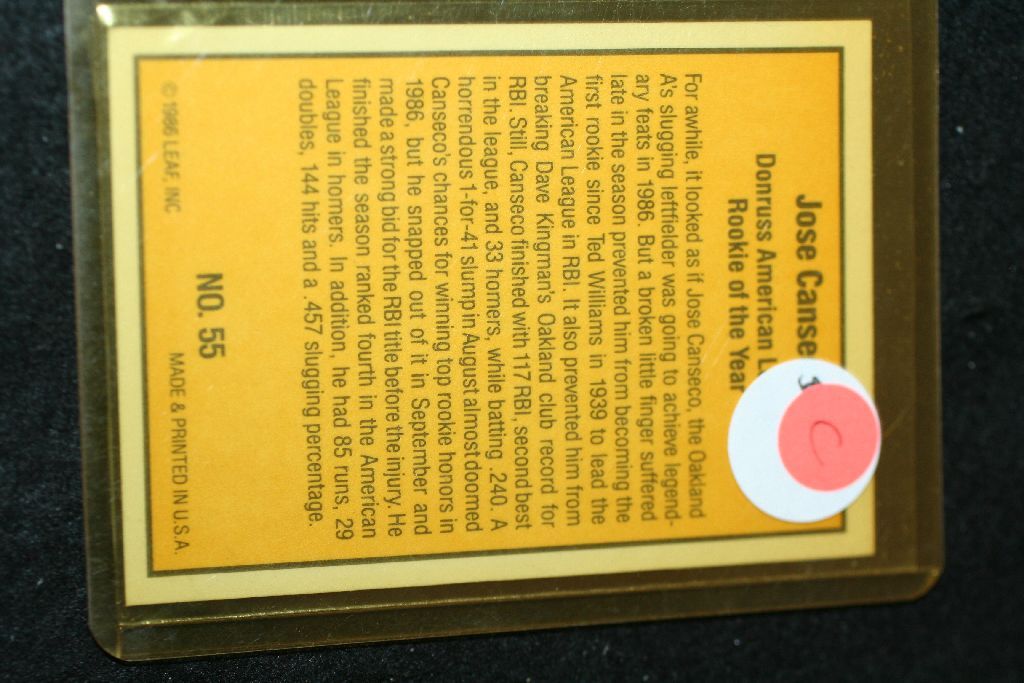 Jose Canse
Donruss American L
Rookie of the Year
For awhile, it looked as if Jose Canseco, the Oakland
A's slugging leftfielder was going to achieve legend-
ary feats in 1986. But a broken little finger suffered
late in the season prevented him from becoming the
first rookie since Ted Williams in 1939 to lead the
American League in RBI. It also prevented him from
breaking Dave Kingman's Oakland club record for
RBI. Still, Canseco finished with 117 RBI, second best
in the league, and 33 homers, while batting .240. A
horrendous 1-for-41 slump in August almost doomed
Canseco's chances for winning top rookie honors in
1986, but he snapped out of it in September and
made a strong bid for the RBI title before the injury. He
finished the season ranked fourth in the American
League in homers. In addition, he had 85 runs, 29
doubles, 144 hits and a .457 slugging percentage.
NO. 55
© 1986 LEAF, INC
MADE & PRINTED IN U.S.A.
C